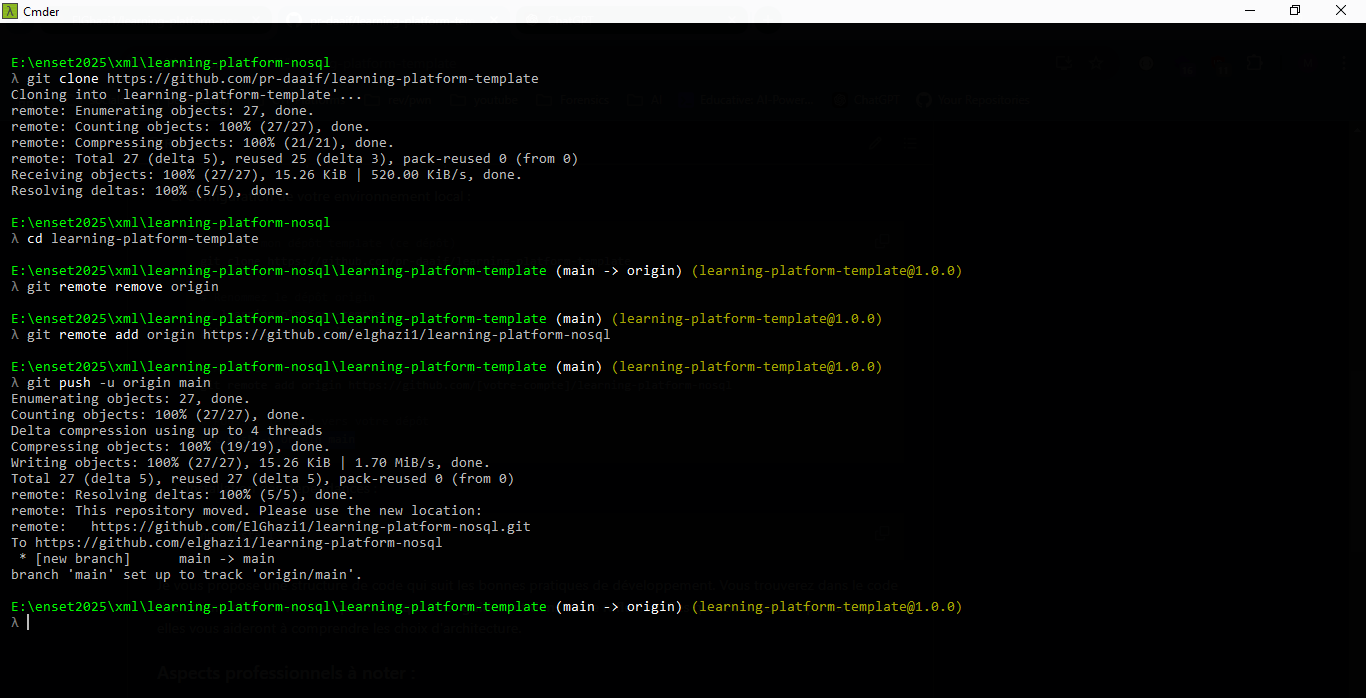 Cmder
E:\enset2025\xml\learning-platform-nosql
λ git clone https://github.com/pr-daaif/learning-platform-template
Cloning into 'learning-platform-template'...
remote: Enumerating objects: 27, done.
remote: Counting objects: 100% (27/27), done.
remote: Compressing objects: 100% (21/21), done.
remote: Total 27 (delta 5), reused 25 (delta 3), pack-reused 0 (from 0)
Receiving objects: 100% (27/27), 15.26 KiB | 520.00 KiB/s, done.
Resolving deltas: 100% (5/5), done.
E:\enset2025\xml\learning-platform-nosql
λ cd learning-platform-template
E:\enset2025\xml\learning-platform-nosql\learning-platform-template (main -> origin) (learning-platform-template@1.0.0)
λ git remote remove origin
E:\enset2025\xml\learning-platform-nosql\learning-platform-template (main) (learning-platform-template@1.0.0)
λ git remote add origin https://github.com/elghazi1/learning-platform-nosql
E:\enset2025\xml\learning-platform-nosql\learning-platform-template (main) (learning-platform-template@1.0.0)
λ git push -u origin main
Enumerating objects: 27, done.
Counting objects: 100% (27/27), done.
Delta compression using up to 4 threads
Compressing objects: 100% (19/19), done.
Writing objects: 100% (27/27), 15.26 KiB | 1.70 MiB/s, done.
Total 27 (delta 5), reused 27 (delta 5), pack-reused 0 (from 0)
remote: Resolving deltas: 100% (5/5), done.
remote: This repository moved. Please use the new location:
remote:   https://github.com/ElGhazi1/learning-platform-nosql.git
To https://github.com/elghazi1/learning-platform-nosql
 * [new branch]      main -> main
branch 'main' set up to track 'origin/main'.
E:\enset2025\xml\learning-platform-nosql\learning-platform-template (main -> origin) (learning-platform-template@1.0.0)
λ
Aspects professionnels à noter :